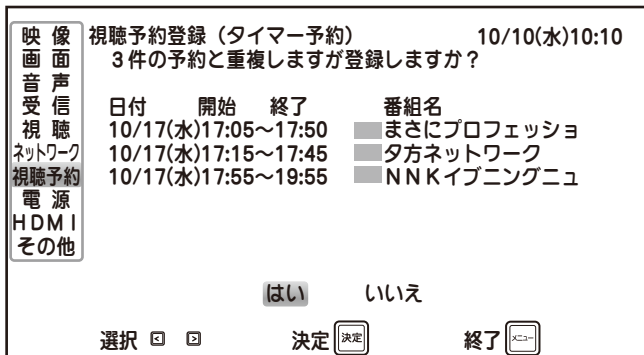 視聴予約登録（タイマー予約） 10/10(水)10:10
３件の予約と重複しますが登録しますか？
映 像
画 面
音 声
受 信
視 聴
ネットワーク
視聴予約
電 源
ＨＤＭＩ
その他
日付 開始 終了 番組名
10/17(水)17:05～17:50 まさにプロフェッショ
10/17(水)17:15～17:45 夕方ネットワーク
10/17(水)17:55～19:55 ＮＮＫイブニングニュ
はい いいえ
選択 決定 決定 終了 メニュー